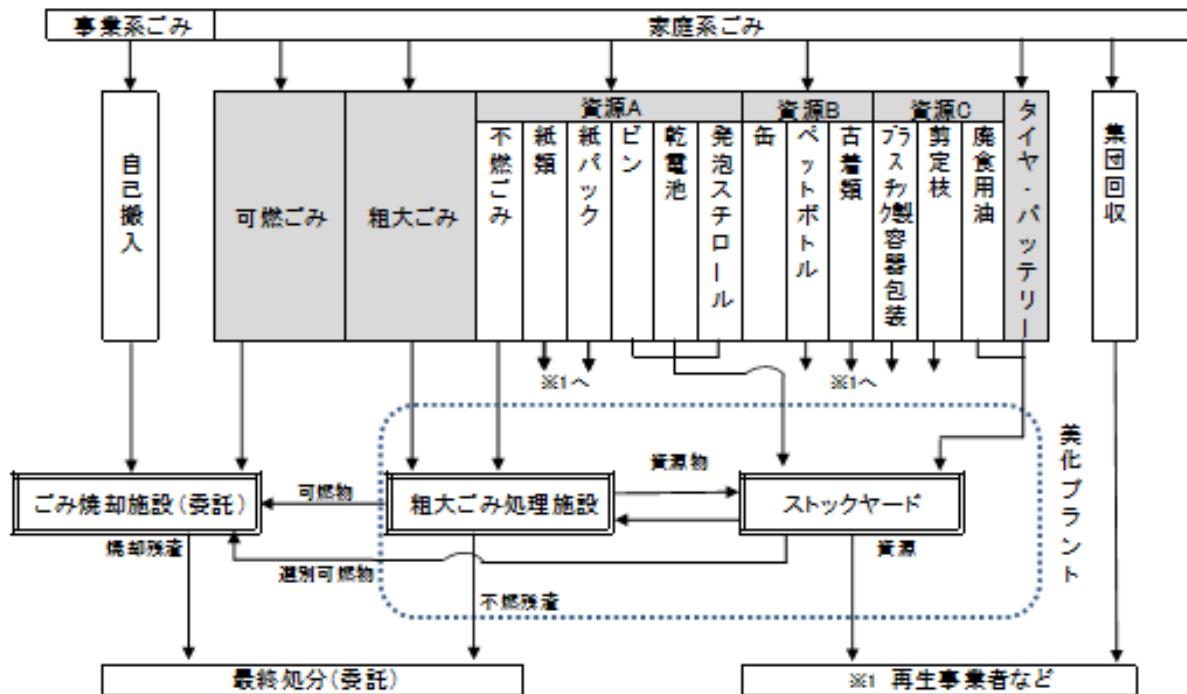 事業系ごみ
家庭系ごみ
自己搬入
可燃ごみ
粗大ごみ
資源A
不燃ごみ
紙類
紙パック
ビン
乾電池
発泡スチロール
資源B
缶
ペットボトル
古着類
資源C
プラスチック製容器包装
剪定枝
廃食用油
タイヤ・バッテリー
集団回収
※1へ
※1へ
美化プラント
ごみ焼却施設(委託)
可燃物
粗大ごみ処理施設
資源物
ストックヤード
焼却残渣
選別可燃物
不燃残渣
資源
最終処分(委託)
※1 再生事業者など